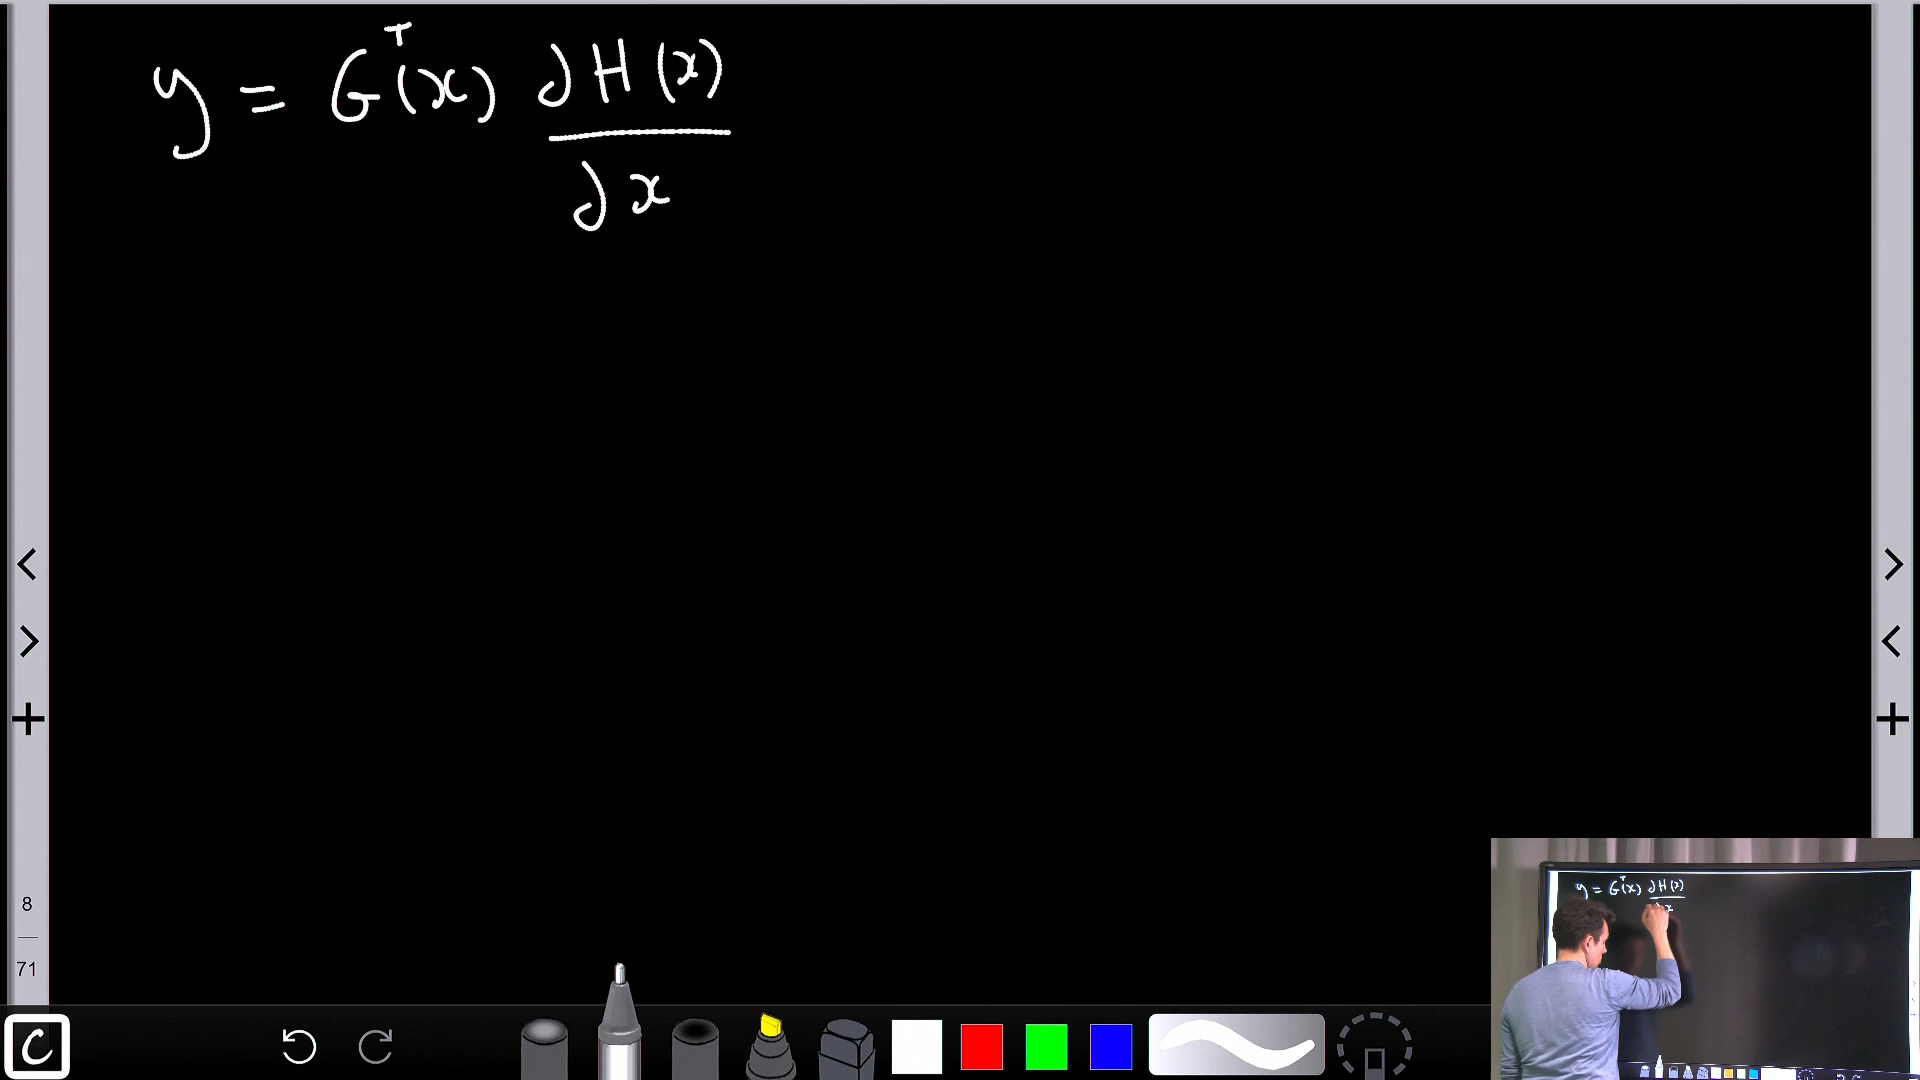 y = Gᵀ(x) ∂H(x)
∂x
8
71
C